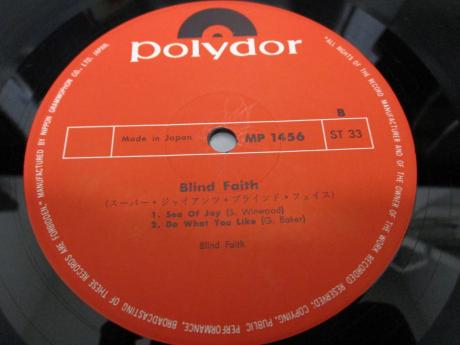 polydor
B
Made in Japan
MP 1456
ST 33
Blind Faith
(スーパー・ジャイアンツ・ブラインド・フェイス)
1. Sea Of Joy (S. Winwood)
2. Do What You Like (G. Baker)
Blind Faith
"ALL RIGHTS OF THE RECORD MANUFACTURER AND OF THE OWNER OF THE WORK RECORDED RESERVED. COPYING, PUBLIC PERFORMANCE, BROADCASTING OF THESE RECORDS ARE FORBIDDEN." MANUFACTURED BY NIPPON GRAMMOPHON CO., LTD. JAPAN.